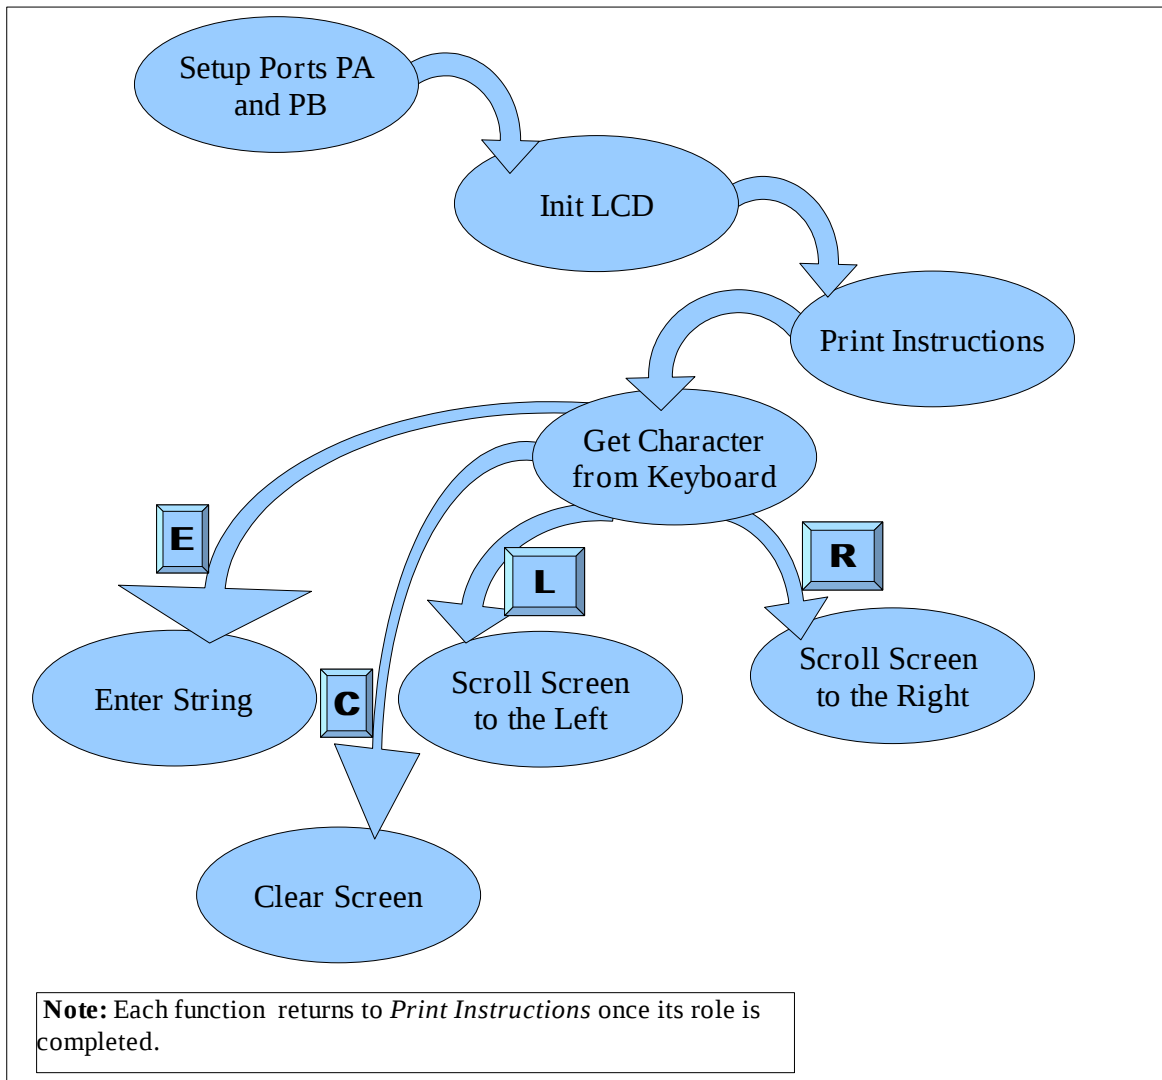 Setup Ports PA
and PB
Init LCD
Print Instructions
Get Character
from Keyboard
E
L
R
C
Enter String
Scroll Screen
to the Left
Scroll Screen
to the Right
Clear Screen
Note: Each function returns to Print Instructions once its role is
completed.